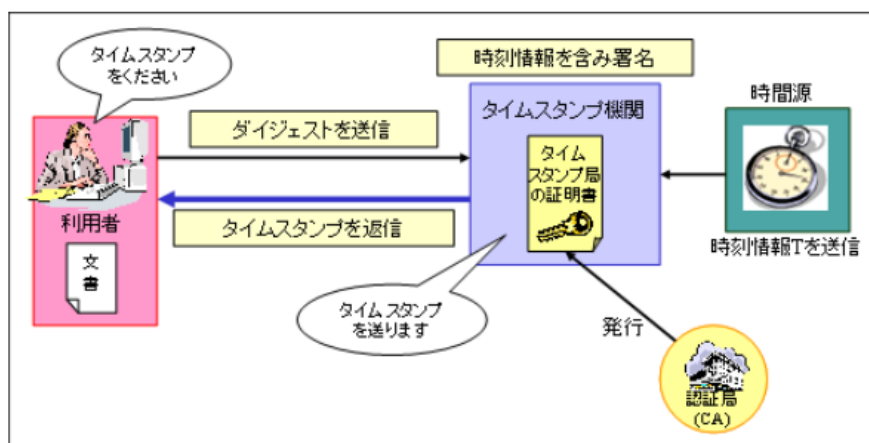 タイムスタンプ
をください
時刻情報を含み署名
タイムスタンプ機関
時間源
ダイジェストを送信
タイム
スタンプ局
の証明書
利用者
タイムスタンプを返信
文
書
時刻情報Tを送信
タイムスタンプ
を送ります
発行
認証局
(CA)